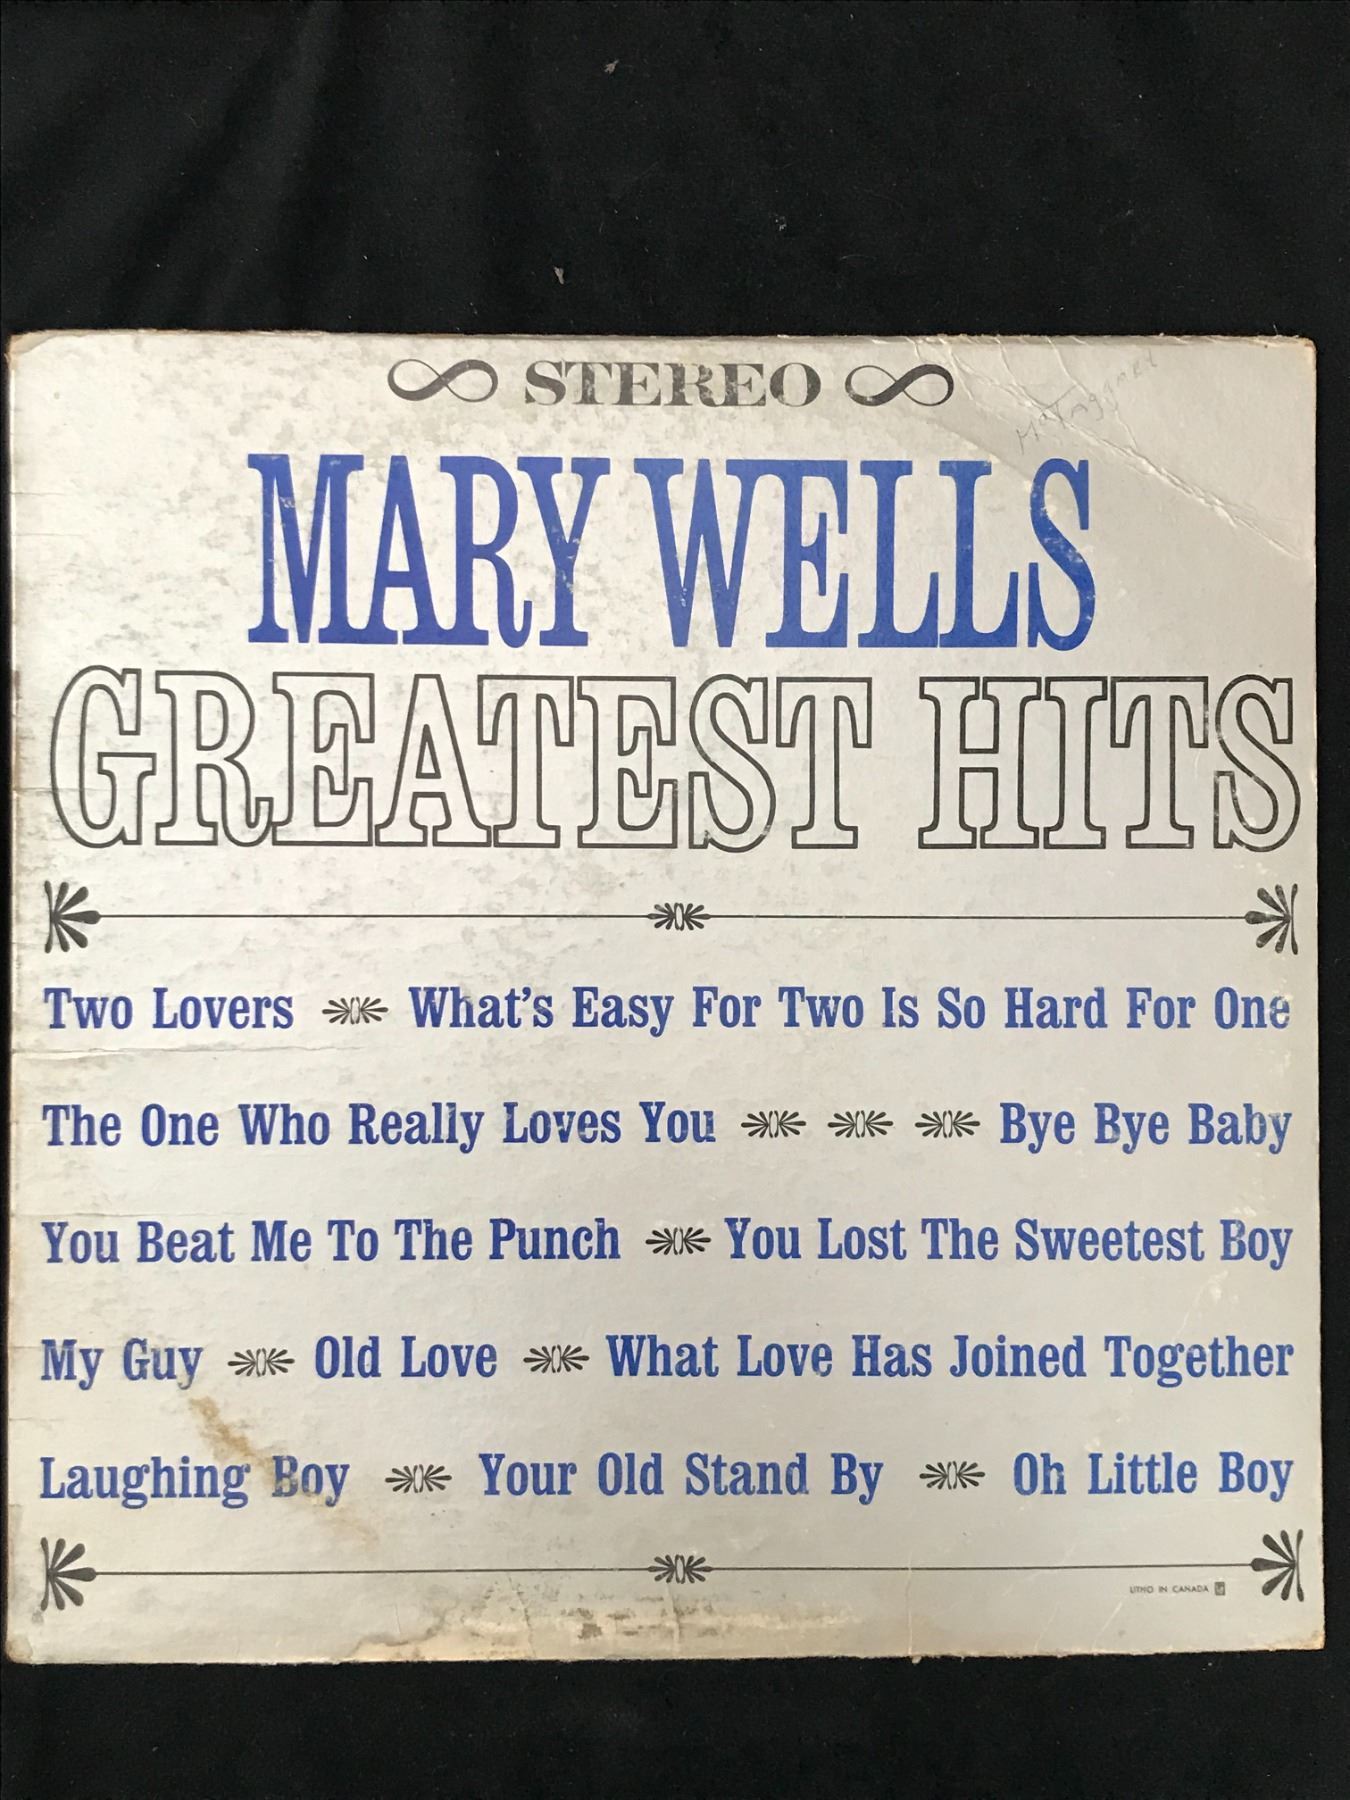 STEREO
MARY WELLS
GREATEST HITS
Two Lovers What's Easy For Two Is So Hard For One
The One Who Really Loves You Bye Bye Baby
You Beat Me To The Punch You Lost The Sweetest Boy
My Guy Old Love What Love Has Joined Together
Laughing Boy Your Old Stand By Oh Little Boy
LITHO IN CANADA